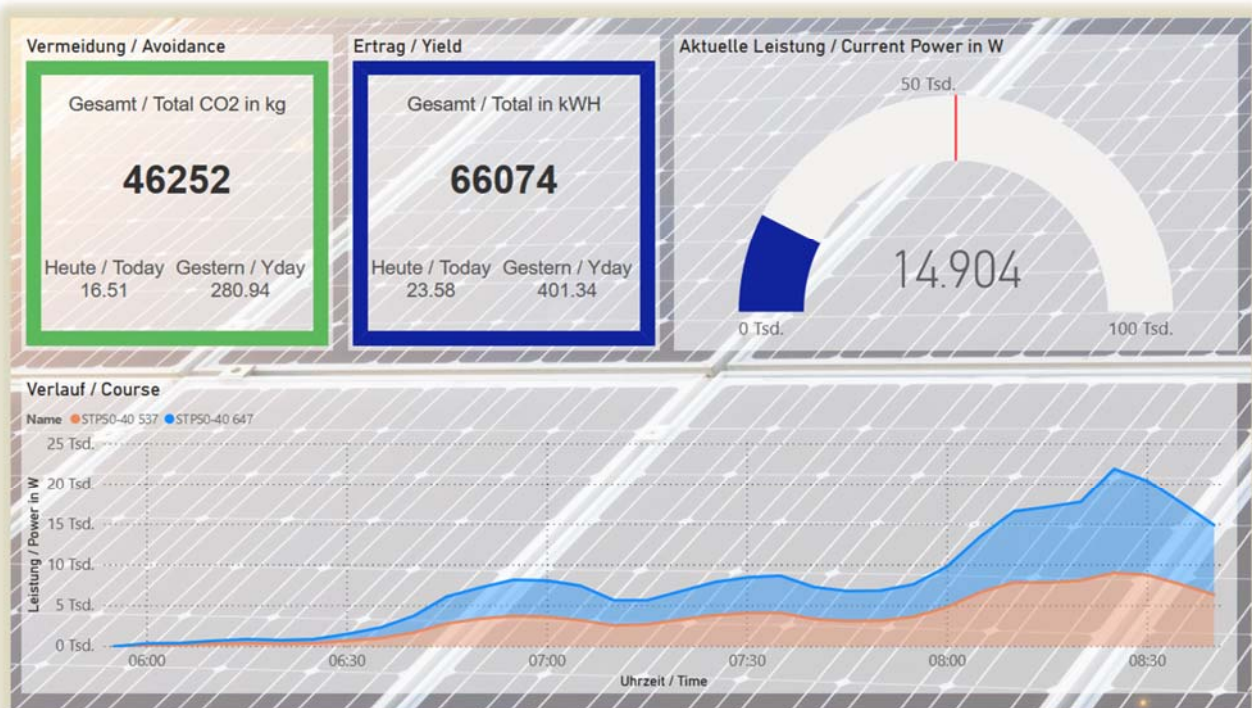 Vermeidung / Avoidance
Gesamt / Total CO2 in kg
46252
Heute / Today Gestern / Yday
16.51 280.94
Ertrag / Yield
Gesamt / Total in kWH
66074
Heute / Today Gestern / Yday
23.58 401.34
Aktuelle Leistung / Current Power in W
50 Tsd.
14.904
0 Tsd. 100 Tsd.
Verlauf / Course
Name STP50-40 537 STP50-40 647
Leistung / Power in W
25 Tsd.
20 Tsd.
15 Tsd.
10 Tsd.
5 Tsd.
0 Tsd.
06:00 06:30 07:00 07:30 08:00 08:30
Uhrzeit / Time